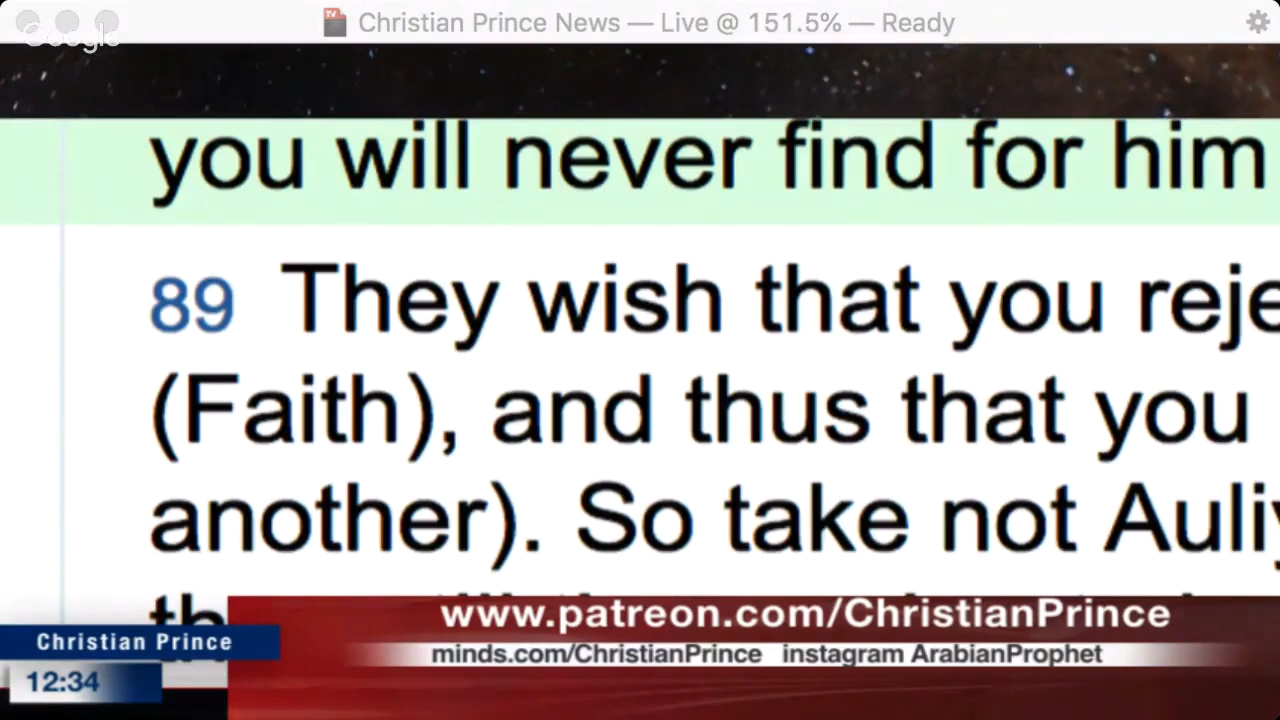 Christian Prince News — Live @ 151.5% — Ready
Google
you will never find for him
89 They wish that you reje
(Faith), and thus that you
another). So take not Auliy
www.patreon.com/ChristianPrince
Christian Prince
minds.com/ChristianPrince instagram ArabianProphet
12:34